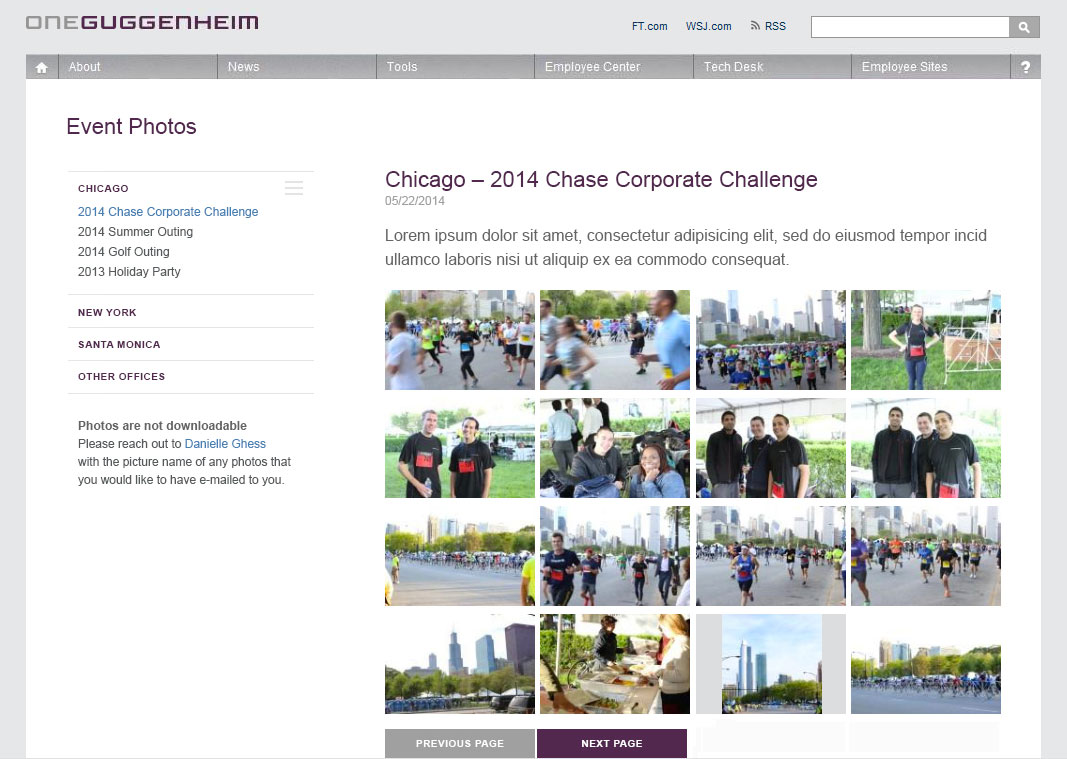 ONEGUGGENHEIM
FT.com WSJ.com RSS
About News Tools Employee Center Tech Desk Employee Sites ?
Event Photos
CHICAGO
2014 Chase Corporate Challenge
2014 Summer Outing
2014 Golf Outing
2013 Holiday Party
NEW YORK
SANTA MONICA
OTHER OFFICES
Photos are not downloadable
Please reach out to Danielle Ghess
with the picture name of any photos that
you would like to have e-mailed to you.
Chicago – 2014 Chase Corporate Challenge
05/22/2014
Lorem ipsum dolor sit amet, consectetur adipisicing elit, sed do eiusmod tempor incid
ullamco laboris nisi ut aliquip ex ea commodo consequat.
PREVIOUS PAGE NEXT PAGE